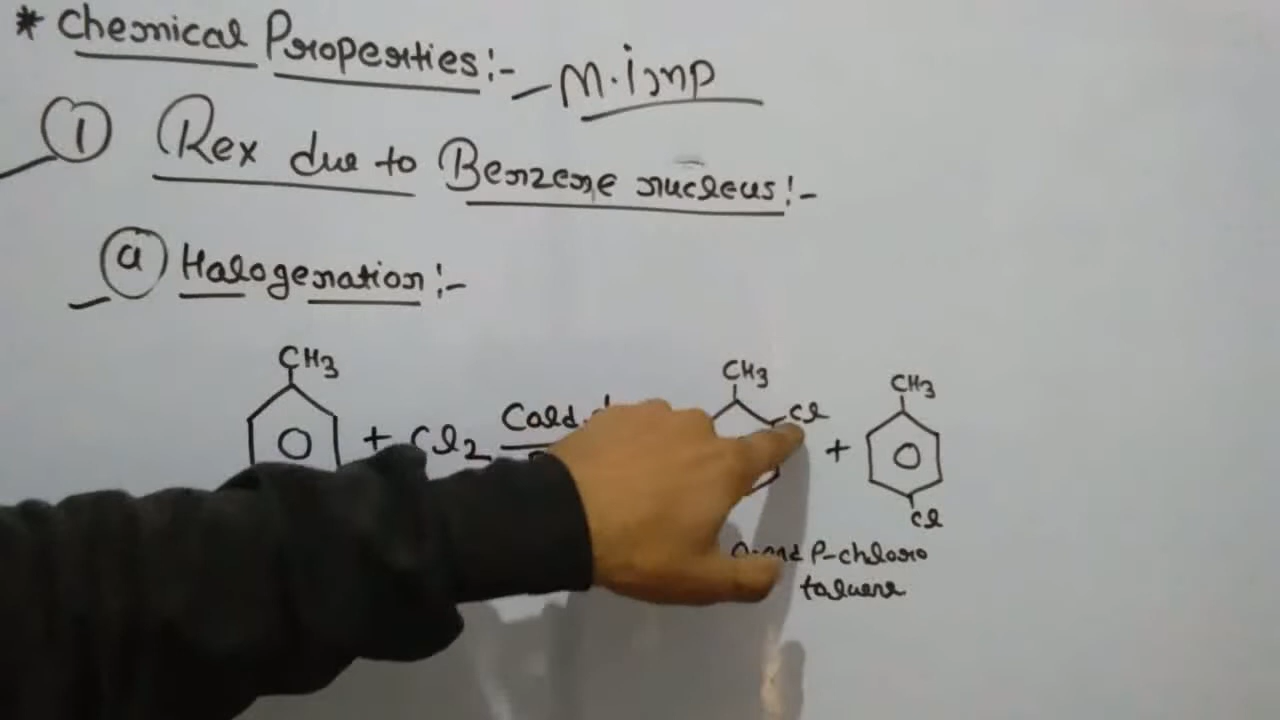 * Chemical Properties:- — M.imp
① Rex due to Benzene nucleus:-
ⓐ Halogenation:-
CH3 CH3 CH3
+ Cl2 Cold Cl + Cl
P-chloro
toluene